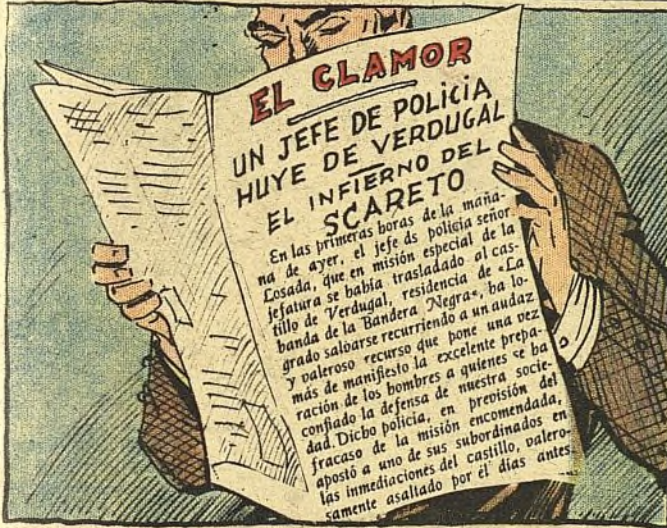 EL CLAMOR
UN JEFE DE POLICIA
HUYE DE VERDUGAL
EL INFIERNO DEL
SCARETO
En las primeras horas de la maña-
na de ayer, el jefe ds policia señor
Losada, que en misión especial de la
jefatura se había trasladado al cas-
tillo de Verdugal, residencia de «La
banda de la Bandera Negra«, ha lo-
grado salvarse recurriendo a un audaz
y valeroso recurso que pone una vez
más de manifiesto la excelente prepa-
ración de los hombres a quienes se ha
confiado la defensa de nuestra socie-
dad. Dicho policia, en previsión del
fracaso de la misión encomendada,
apostó a uno de sus subordinados en
las inmediaciones del castillo, valero-
samente asaltado por él días antes